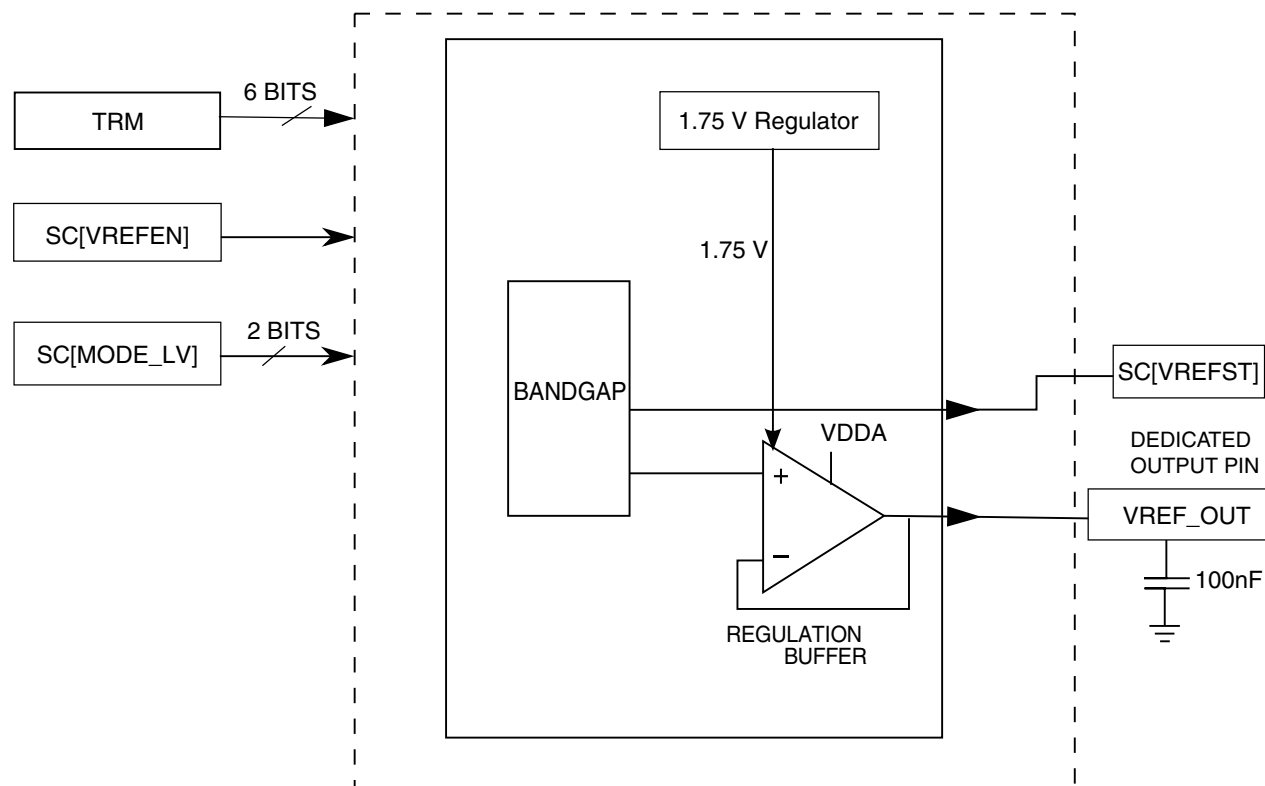 6 BITS
TRM
1.75 V Regulator
SC[VREFEN]
1.75 V
2 BITS
SC[MODE_LV]
SC[VREFST]
BANDGAP
VDDA
DEDICATED
OUTPUT PIN
+
VREF_OUT
−
100nF
REGULATION
BUFFER